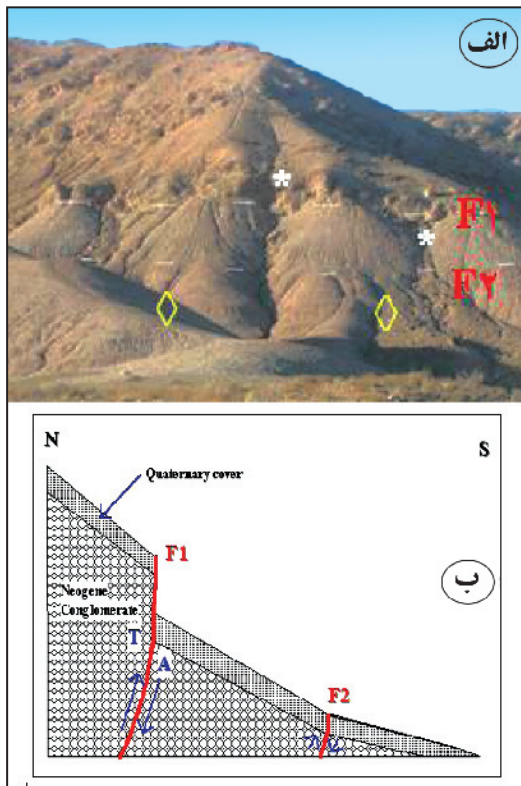 الف
*
F۱
*
F۲
N
S
Quaternary cover
F1
ب
Neogene
Conglomerate
T
A
F2